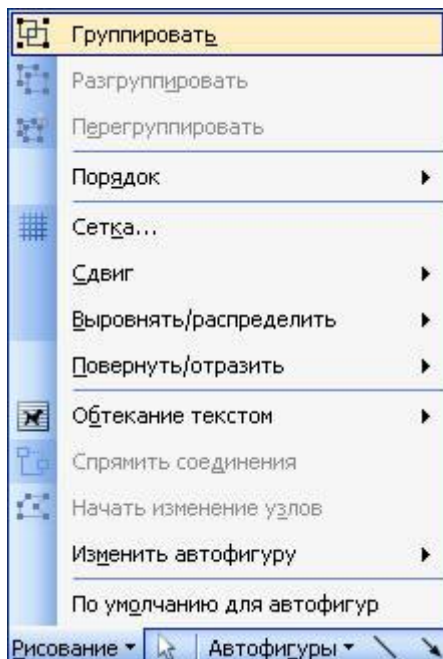 Группировать
Разгруппировать
Перегруппировать
Порядок
Сетка...
Сдвиг
Выровнять/распределить
Повернуть/отразить
Обтекание текстом
Спрямить соединения
Начать изменение узлов
Изменить автофигуру
По умолчанию для автофигур
Рисование Автофигуры